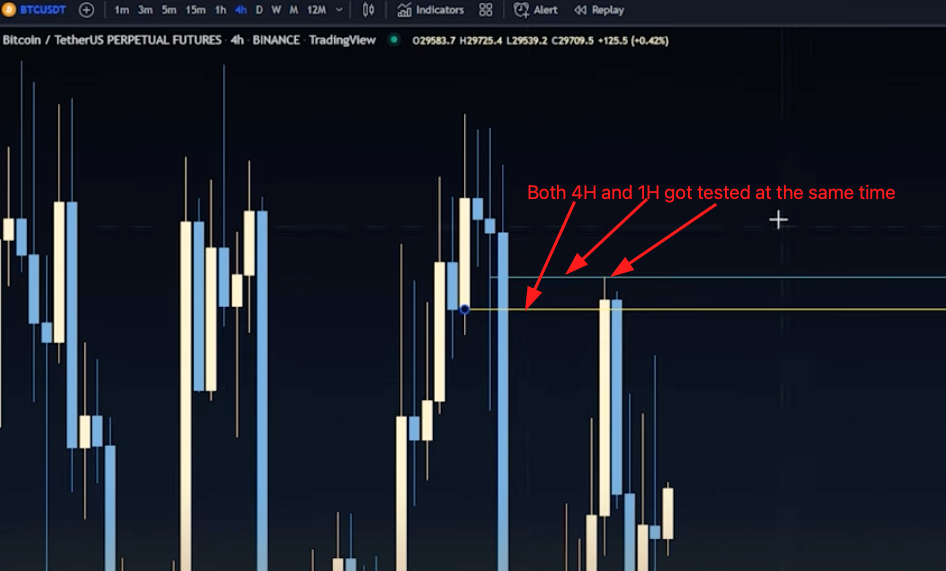 BTCUSDT 1m 3m 5m 15m 1h 4h D W M 12M Indicators Alert Replay
Bitcoin / TetherUS PERPETUAL FUTURES · 4h · BINANCE · TradingView O29583.7 H29725.4 L29539.2 C29709.5 +125.5 (+0.42%)
Both 4H and 1H got tested at the same time